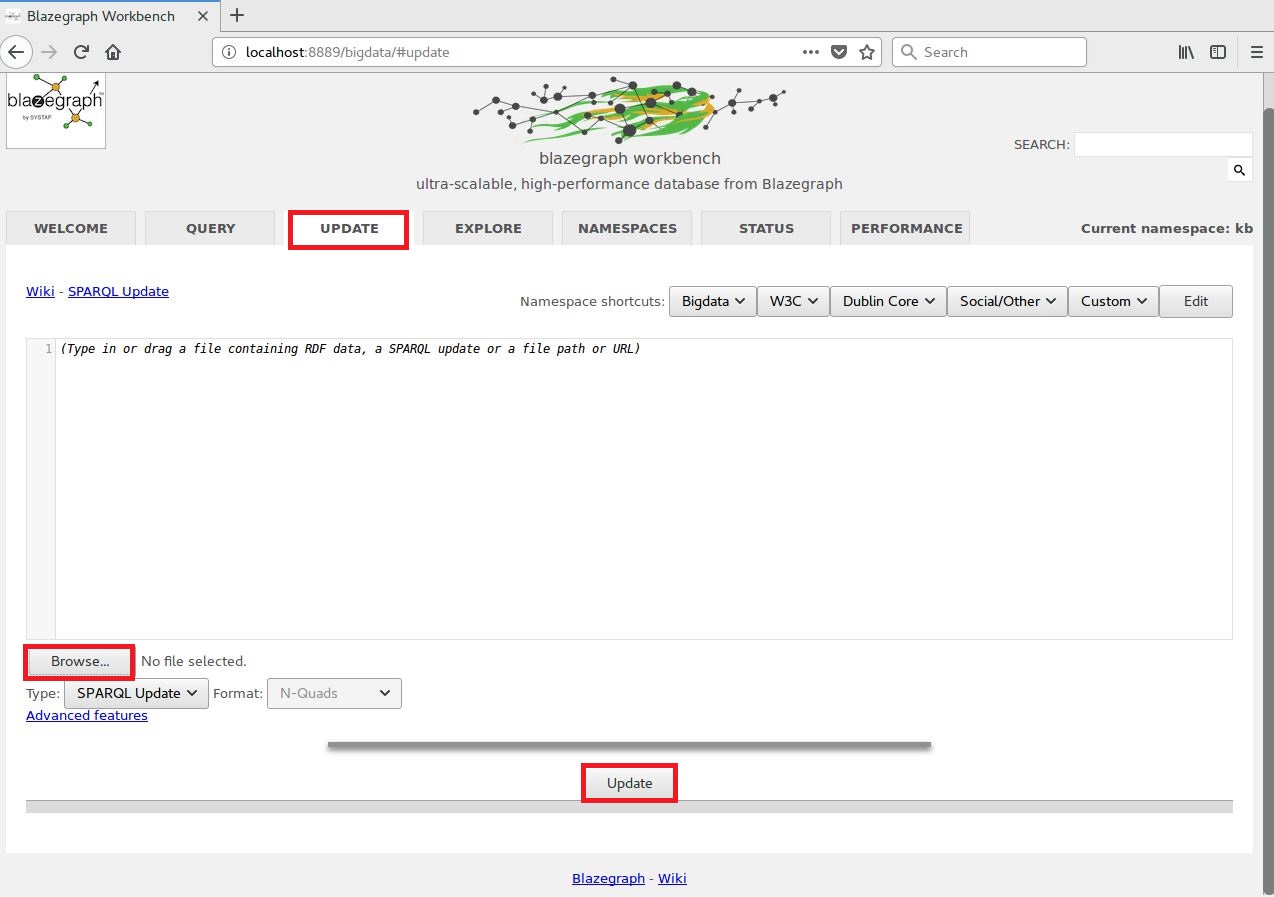 Blazegraph Workbench
localhost:8889/bigdata/#update
Search
blazegraph™
by SYSTAP
blazegraph workbench
ultra-scalable, high-performance database from Blazegraph
SEARCH:
WELCOME QUERY UPDATE EXPLORE NAMESPACES STATUS PERFORMANCE Current namespace: kb
Wiki - SPARQL Update
Namespace shortcuts: Bigdata W3C Dublin Core Social/Other Custom Edit
1 (Type in or drag a file containing RDF data, a SPARQL update or a file path or URL)
Browse... No file selected.
Type: SPARQL Update Format: N-Quads
Advanced features
Update
Blazegraph - Wiki